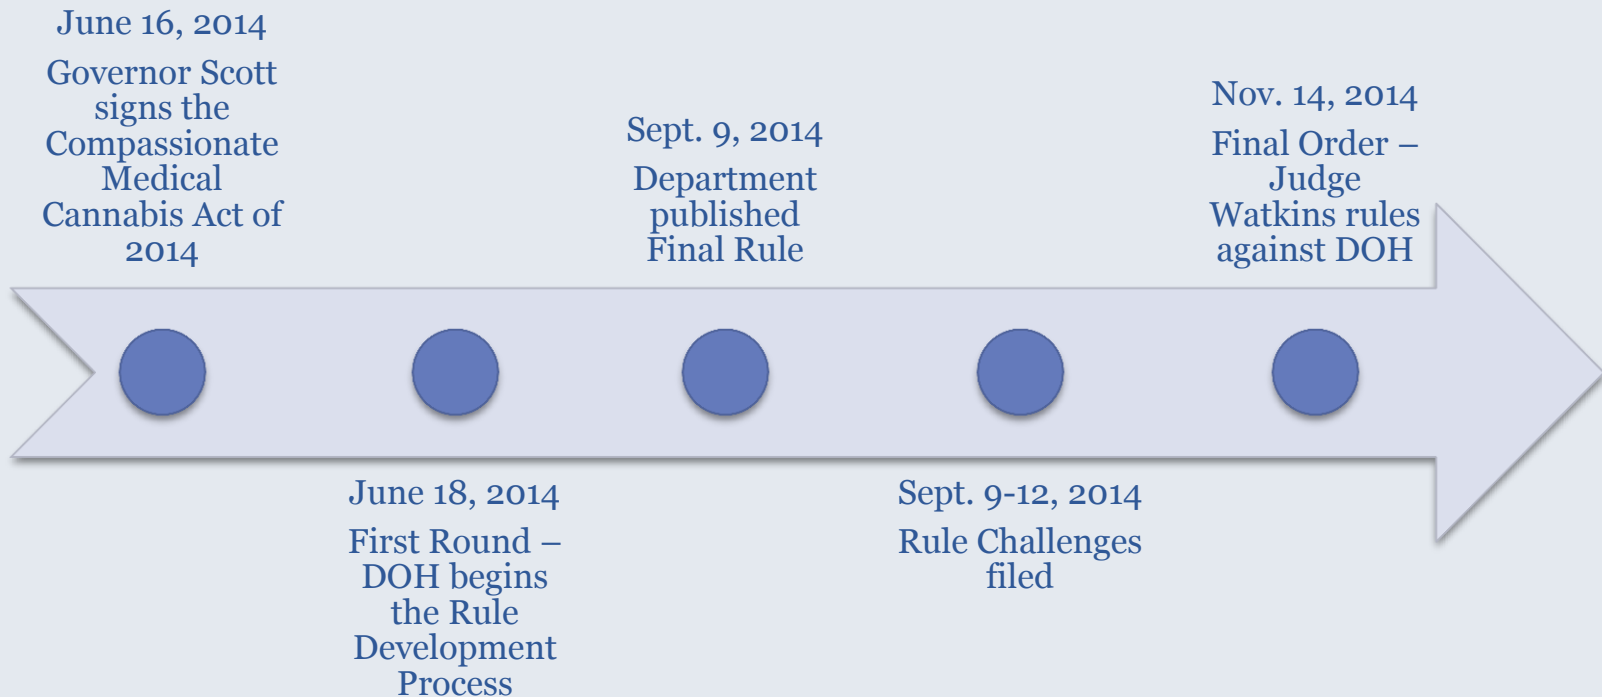 June 16, 2014
Governor Scott
signs the
Compassionate
Medical
Cannabis Act of
2014
June 18, 2014
First Round –
DOH begins
the Rule
Development
Process
Sept. 9, 2014
Department
published
Final Rule
Sept. 9-12, 2014
Rule Challenges
filed
Nov. 14, 2014
Final Order –
Judge
Watkins rules
against DOH